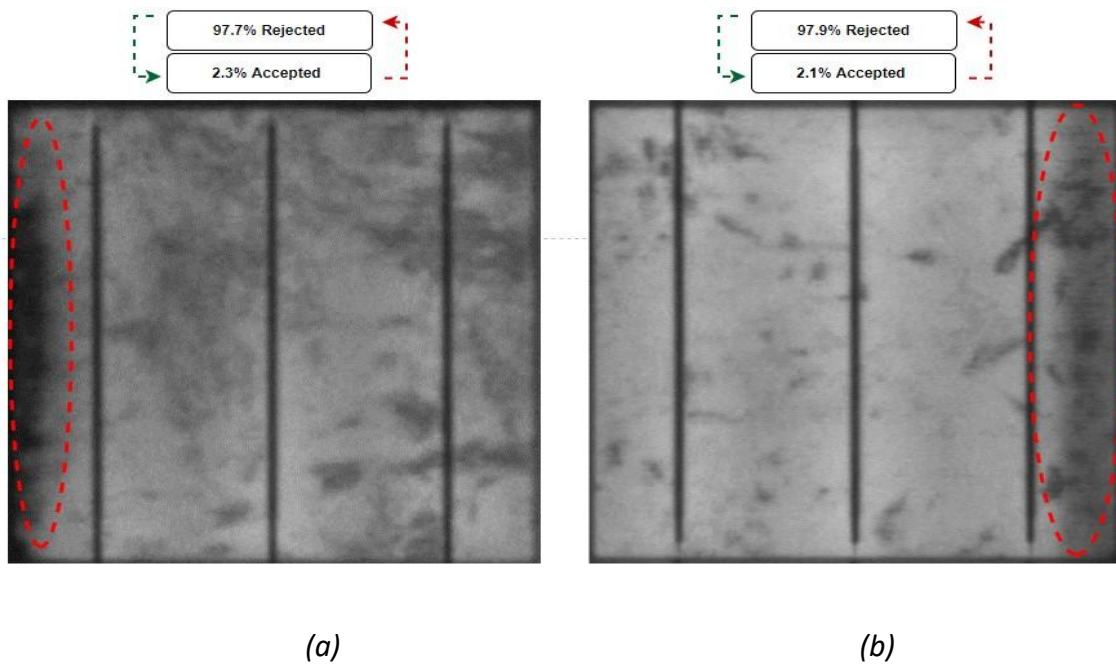 97.7% Rejected
2.3% Accepted
97.9% Rejected
2.1% Accepted
(a)
(b)